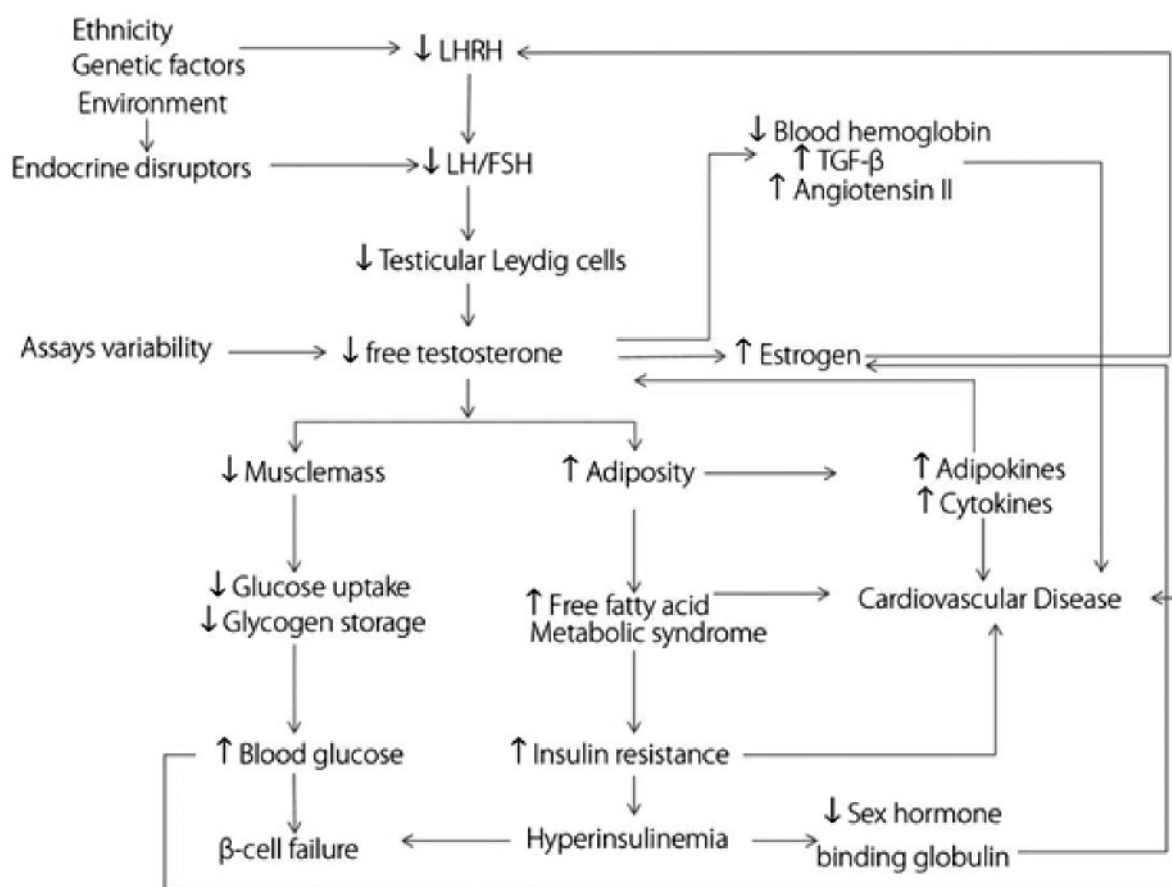 Ethnicity
Genetic factors
Environment
Endocrine disruptors
↓ LHRH
↓ LH/FSH
↓ Testicular Leydig cells
Assays variability
↓ free testosterone
↓ Blood hemoglobin
↑ TGF-β
↑ Angiotensin II
↑ Estrogen
↓ Musclemass
↑ Adiposity
↑ Adipokines
↑ Cytokines
↓ Glucose uptake
↓ Glycogen storage
↑ Free fatty acid
Metabolic syndrome
Cardiovascular Disease
↑ Blood glucose
↑ Insulin resistance
β-cell failure
Hyperinsulinemia
↓ Sex hormone
binding globulin